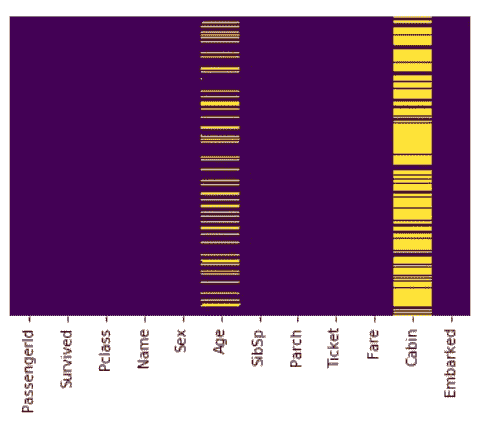 PassengerId
Survived
Pclass
Name
Sex
Age
SibSp
Parch
Ticket
Fare
Cabin
Embarked